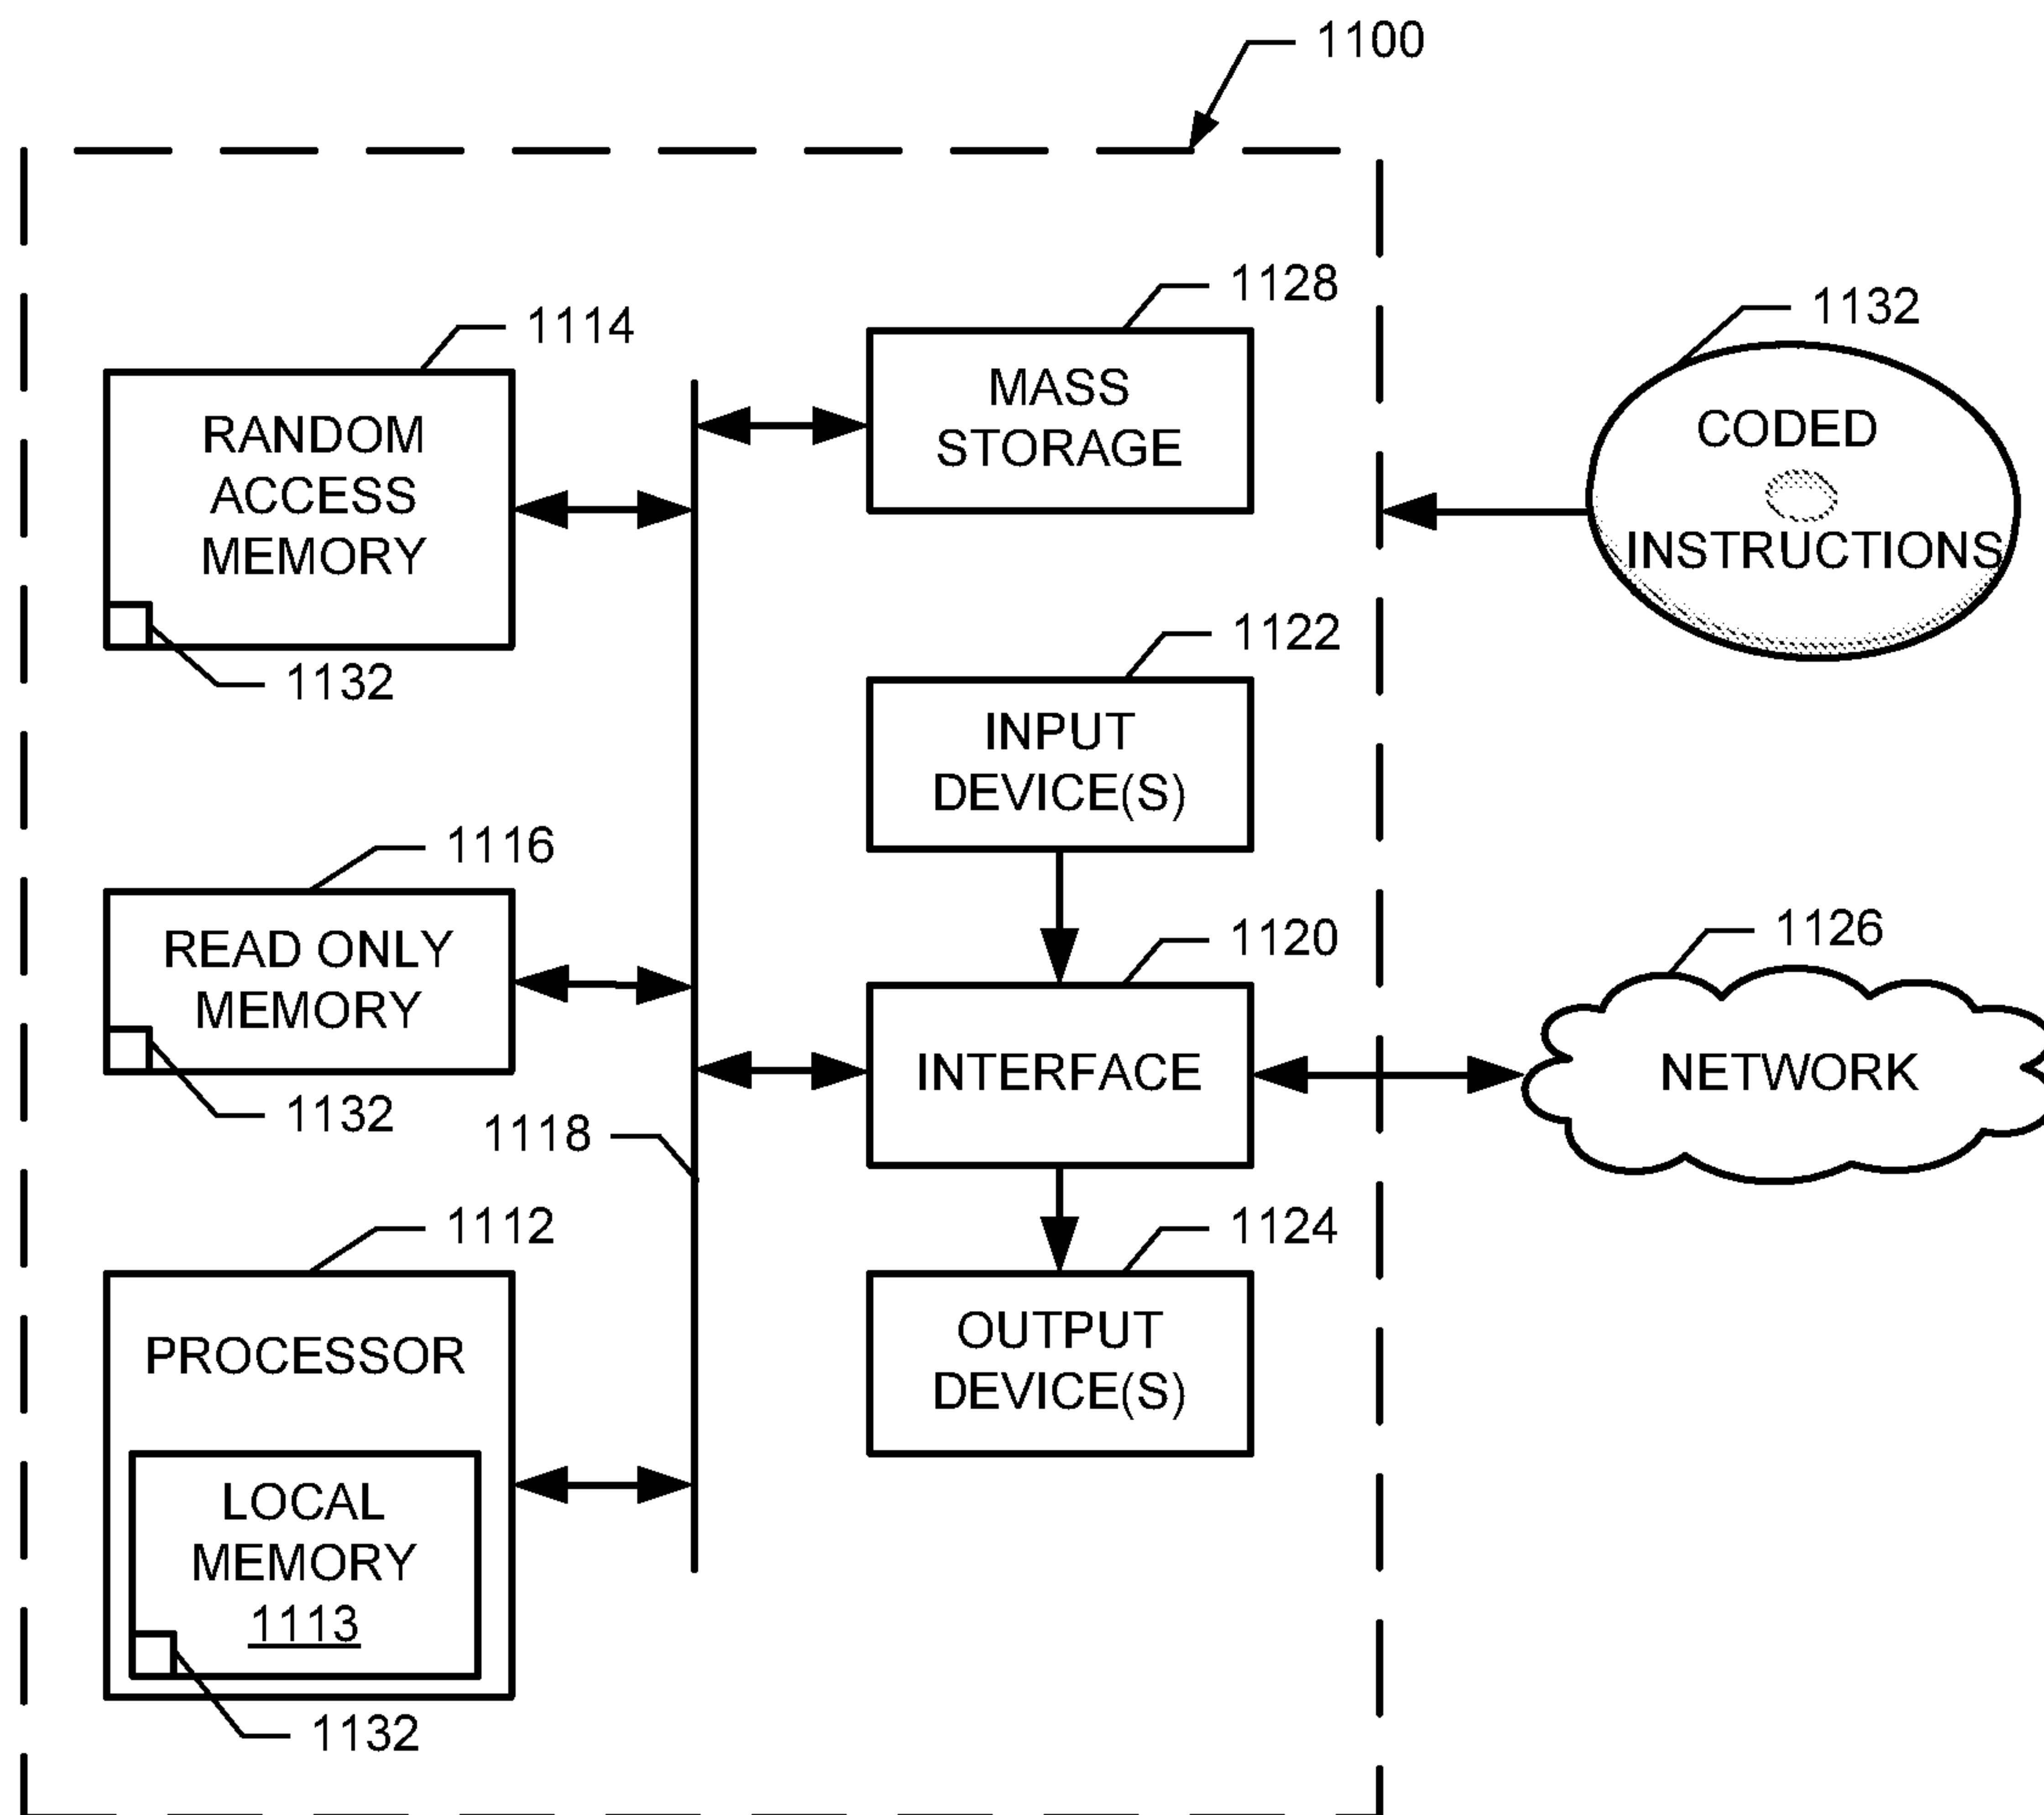 1100
1128
MASS
STORAGE
1114
RANDOM
ACCESS
MEMORY
1132
1132
CODED
INSTRUCTIONS
1122
INPUT
DEVICE(S)
1116
READ ONLY
MEMORY
1132
1120
INTERFACE
1126
NETWORK
1118
1112
PROCESSOR
LOCAL
MEMORY
1113
1132
1124
OUTPUT
DEVICE(S)